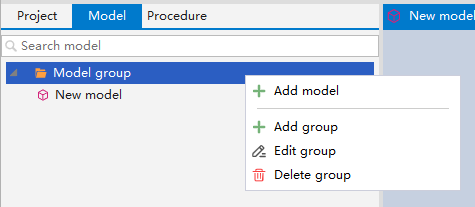 Project Model Procedure New model
Search model
Model group
New model
Add model
Add group
Edit group
Delete group